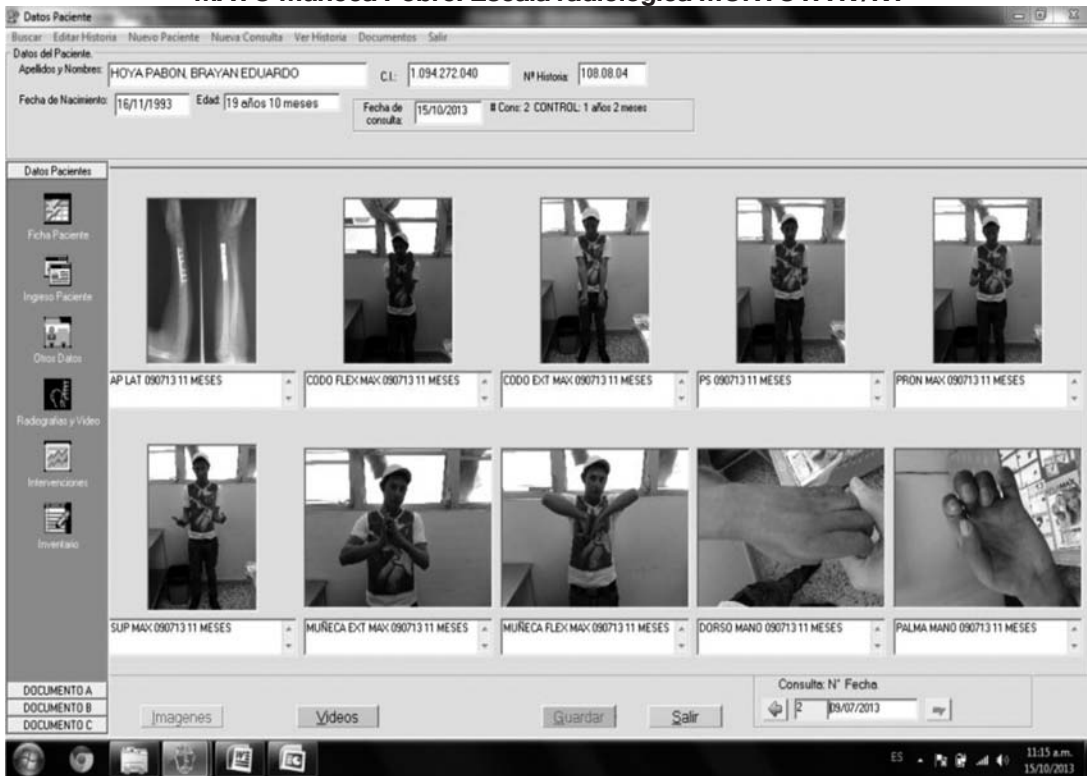 Datos Paciente
Buscar Editar Historia Nuevo Paciente Nueva Consulta Ver Historia Documentos Salir
Datos del Paciente.
Apellidos y Nombres: HOYA PABON, BRAYAN EDUARDO C.I.: 1.094.272.040 Nº Historia: 108.08.04
Fecha de Nacimiento: 16/11/1993 Edad: 19 años 10 meses Fecha de consulta: 15/10/2013 # Cons: 2 CONTROL: 1 años 2 meses
Datos Pacientes
Ficha Paciente
Ingreso Paciente
Otros Datos
Radiografias y Video
Intervenciones
Inventario
AP LAT 090713 11 MESES
CODO FLEX MAX 090713 11 MESES
CODO EXT MAX 090713 11 MESES
PS 090713 11 MESES
PRON MAX 090713 11 MESES
SUP MAX 090713 11 MESES
MUÑECA EXT MAX 090713 11 MESES
MUÑECA FLEX MAX 090713 11 MESES
DORSO MANO 090713 11 MESES
PALMA MANO 090713 11 MESES
DOCUMENTO A
DOCUMENTO B
DOCUMENTO C
Imagenes Videos Guardar Salir
Consulta: N° Fecha
2 09/07/2013
ES 11:15 a.m.
15/10/2013